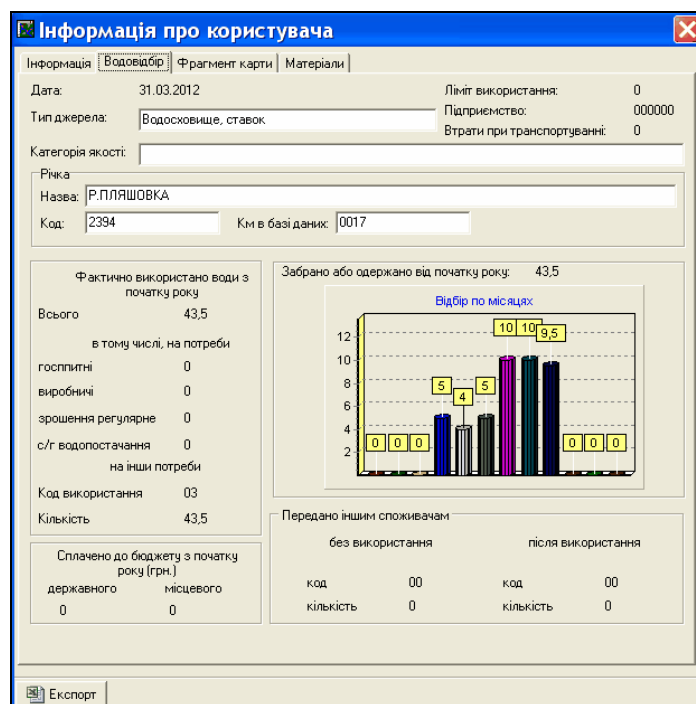 Інформація про користувача
Інформація Водовідбір Фрагмент карти Матеріали
Дата: 31.03.2012 Ліміт використання: 0
Підприємство: 000000
Тип джерела: Водосховище, ставок
Втрати при транспортуванні: 0
Категорія якості:
Річка
Назва: Р.ПЛЯШОВКА
Код: 2394 Км в базі даних: 0017
Фактично використано води з
початку року
Всього 43,5
в тому числі, на потреби
госппитні 0
виробничі 0
зрошення регулярне 0
с/г водопостачання 0
на інши потреби
Код використання 03
Кількість 43,5
Сплачено до бюджету з початку
року (грн.)
державного місцевого
0 0
Забрано або одержано від початку року: 43,5
Відбір по місяцях
12
10
8
6
4
2
0 0 0 5 4 5 10 10 9,5 0 0 0
Передано іншим споживачам
без використання після використання
код 00 код 00
кількість 0 кількість 0
Експорт